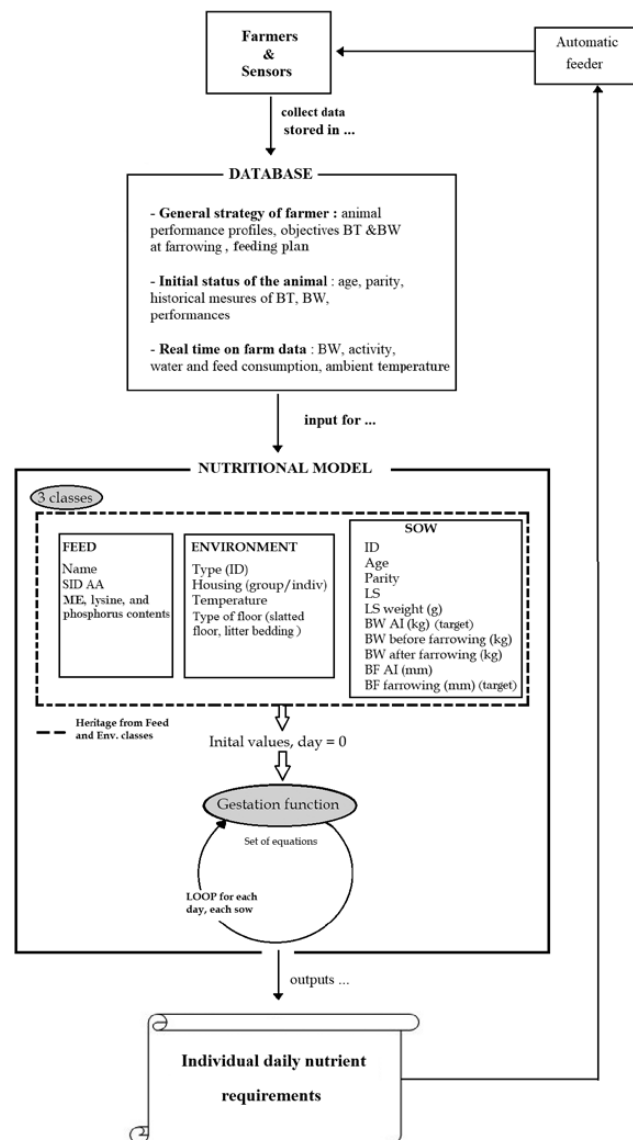 Farmers
&
Sensors
Automatic
feeder
collect data
stored in ...
DATABASE
- General strategy of farmer : animal
performance profiles, objectives BT &BW
at farrowing , feeding plan
- Initial status of the animal : age, parity,
historical mesures of BT, BW,
performances
- Real time on farm data : BW, activity,
water and feed consumption, ambient temperature
input for ...
NUTRITIONAL MODEL
3 classes
FEED
Name
SID AA
ME, lysine, and
phosphorus contents
ENVIRONMENT
Type (ID)
Housing (group/indiv)
Temperature
Type of floor (slatted
floor, litter bedding )
SOW
ID
Age
Parity
LS
LS weight (g)
BW AI (kg) (target)
BW before farrowing (kg)
BW after farrowing (kg)
BF AI (mm)
BF farrowing (mm) (target)
Heritage from Feed
and Env. classes
Inital values, day = 0
Gestation function
Set of equations
LOOP for each
day, each sow
outputs ...
Individual daily nutrient
requirements